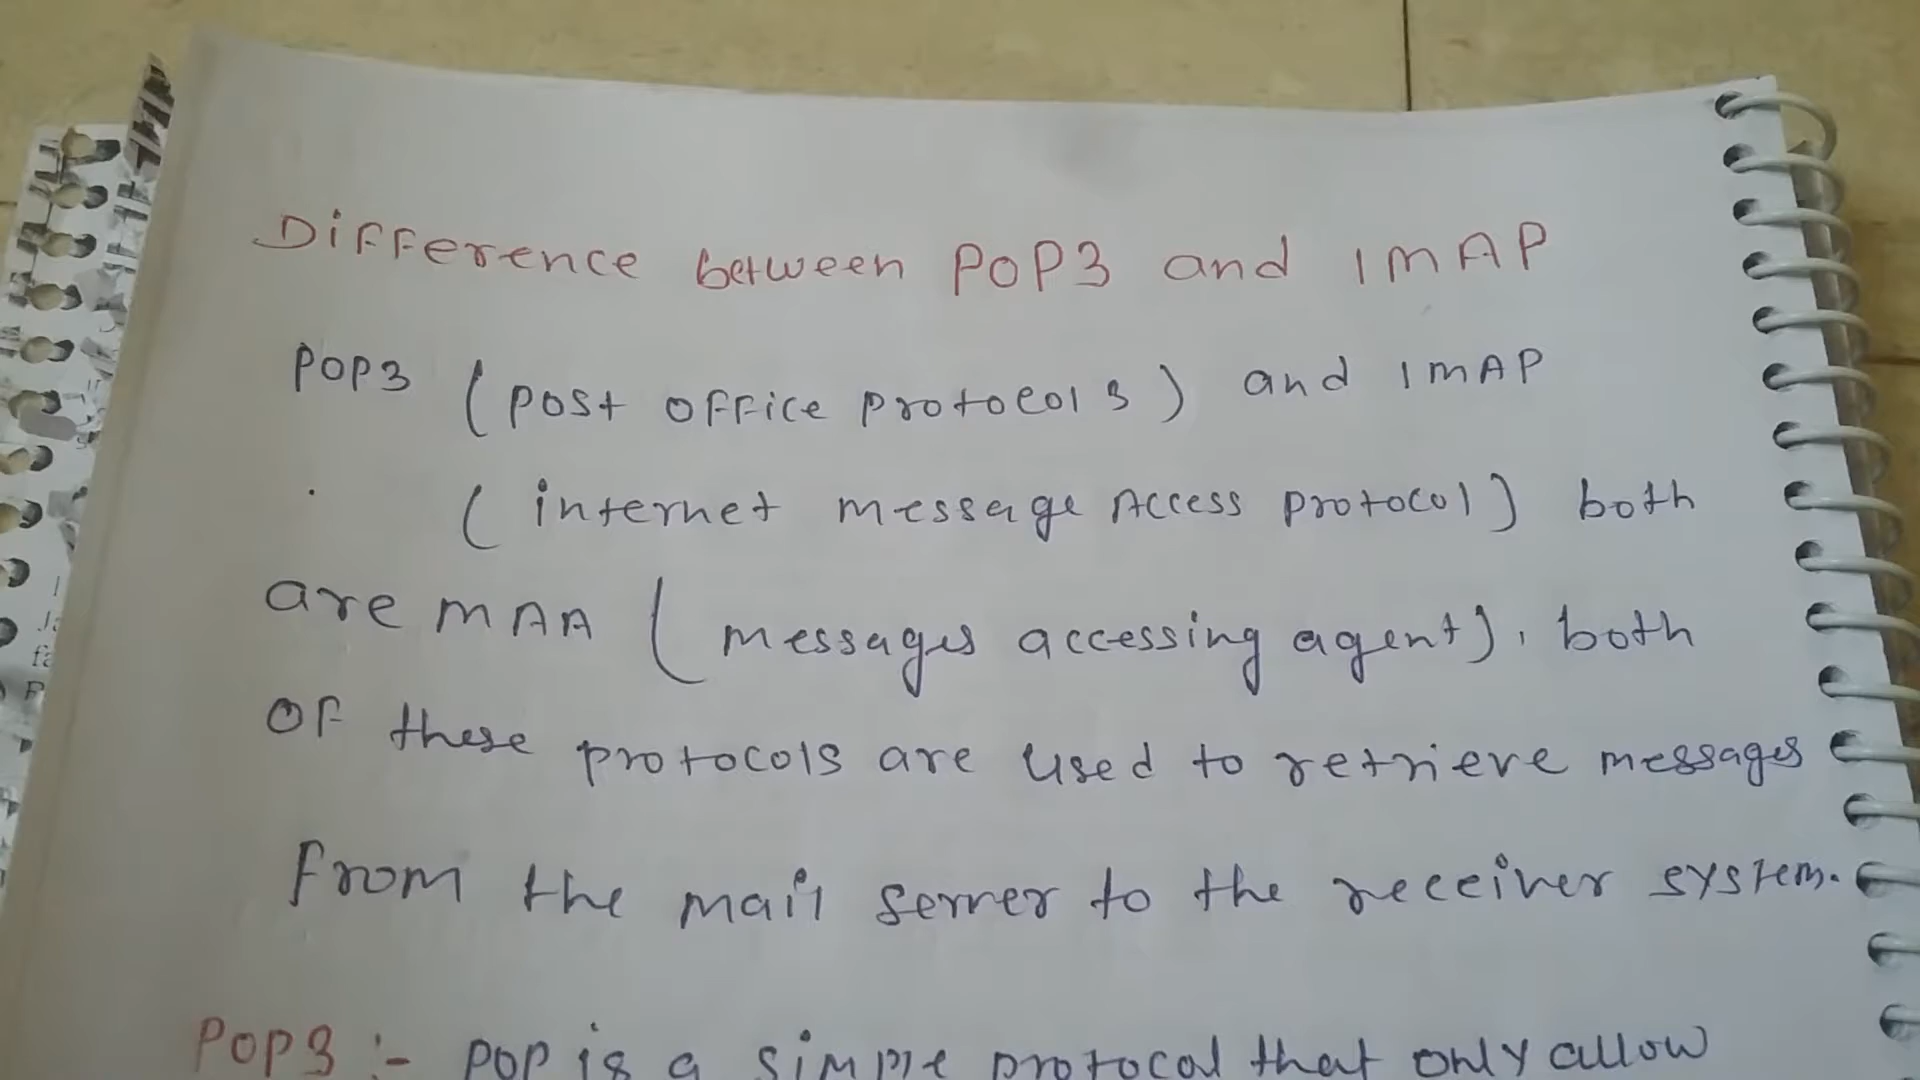 Difference between POP3 and IMAP
POP3 (Post Office Protocol 3) and IMAP
(internet message Access protocol) both
are MAA (messages accessing agent), both
of these protocols are used to retrieve messages
From the mail server to the receiver system.
POP3 :- POP is a simple protocol that only allow